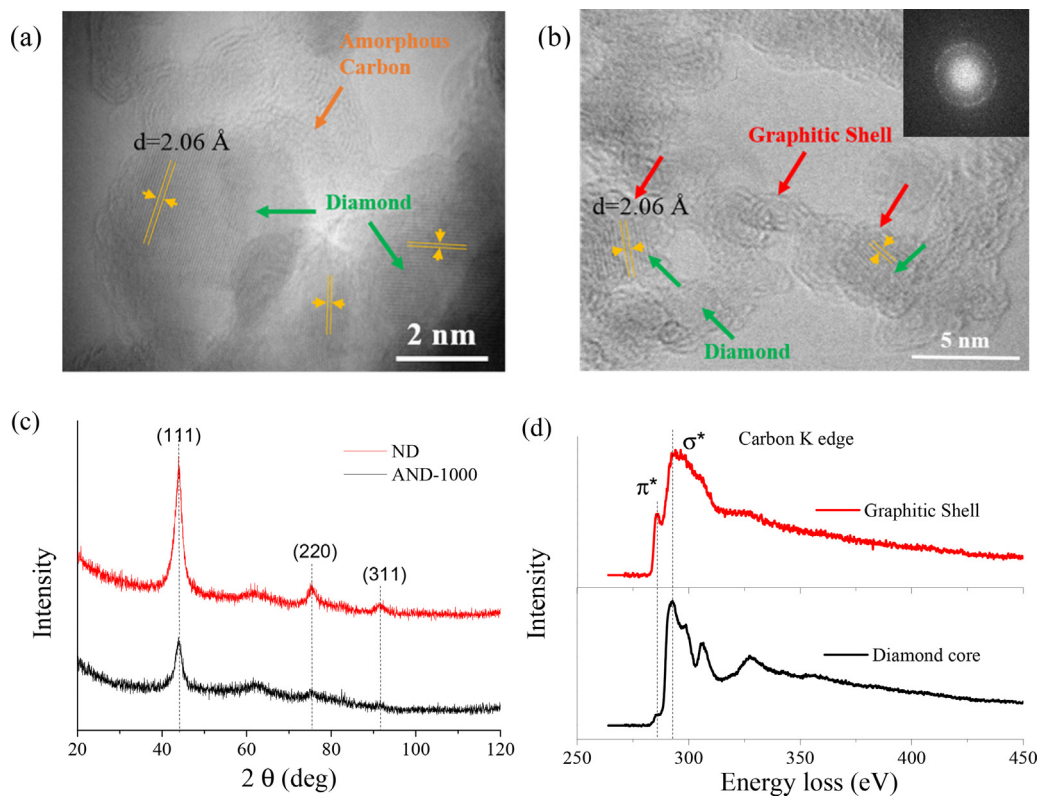 (a)
Amorphous
Carbon
d=2.06 Å
Diamond
2 nm
(b)
Graphitic Shell
d=2.06 Å
Diamond
5 nm
(c)
(111)
ND
AND-1000
(220)
(311)
Intensity
20 40 60 80 100 120
2 θ (deg)
(d)
Carbon K edge
σ*
π*
Graphitic Shell
Intensity
Diamond core
Intensity
250 300 350 400 450
Energy loss (eV)